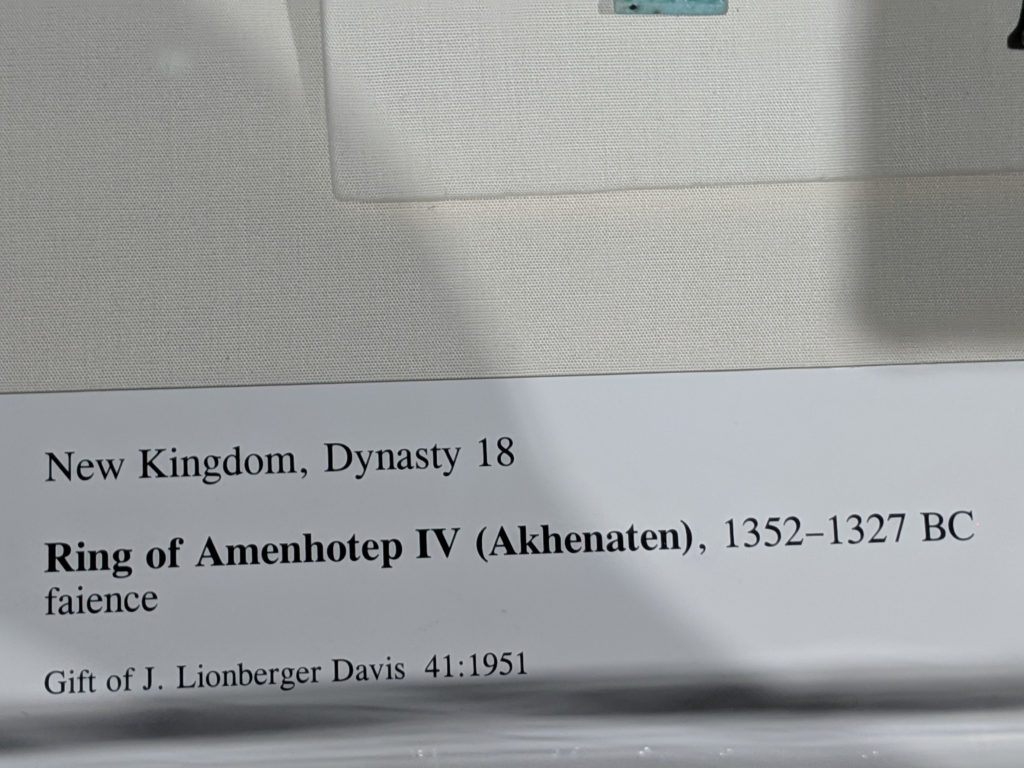 New Kingdom, Dynasty 18
Ring of Amenhotep IV (Akhenaten), 1352–1327 BC
faience
Gift of J. Lionberger Davis 41:1951